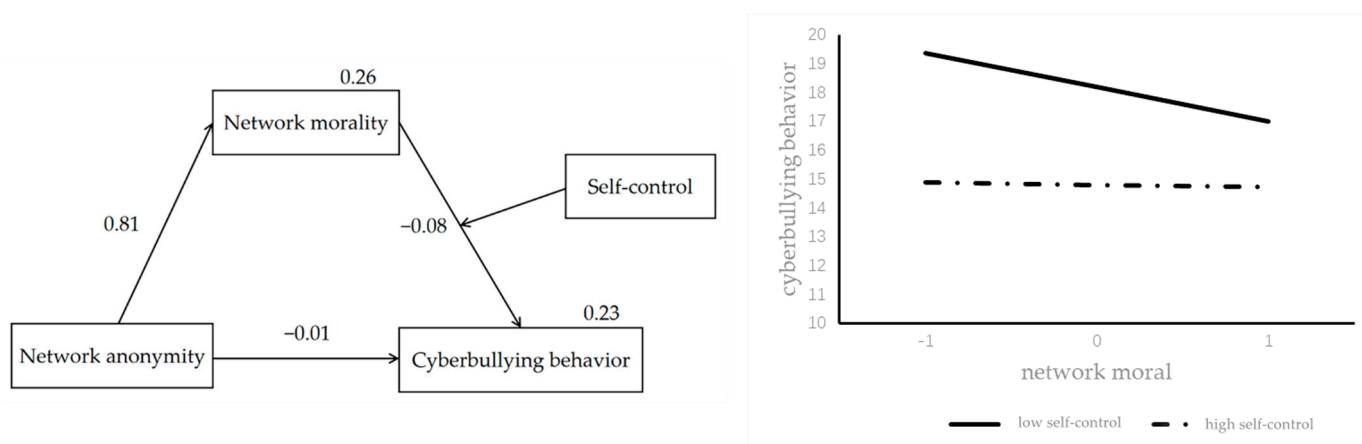 0.26
Network morality
Self-control
0.81
−0.08
−0.01
0.23
Network anonymity
Cyberbullying behavior
cyberbullying behavior
20
19
18
17
16
15
14
13
12
11
10
-1 0 1
network moral
low self-control high self-control